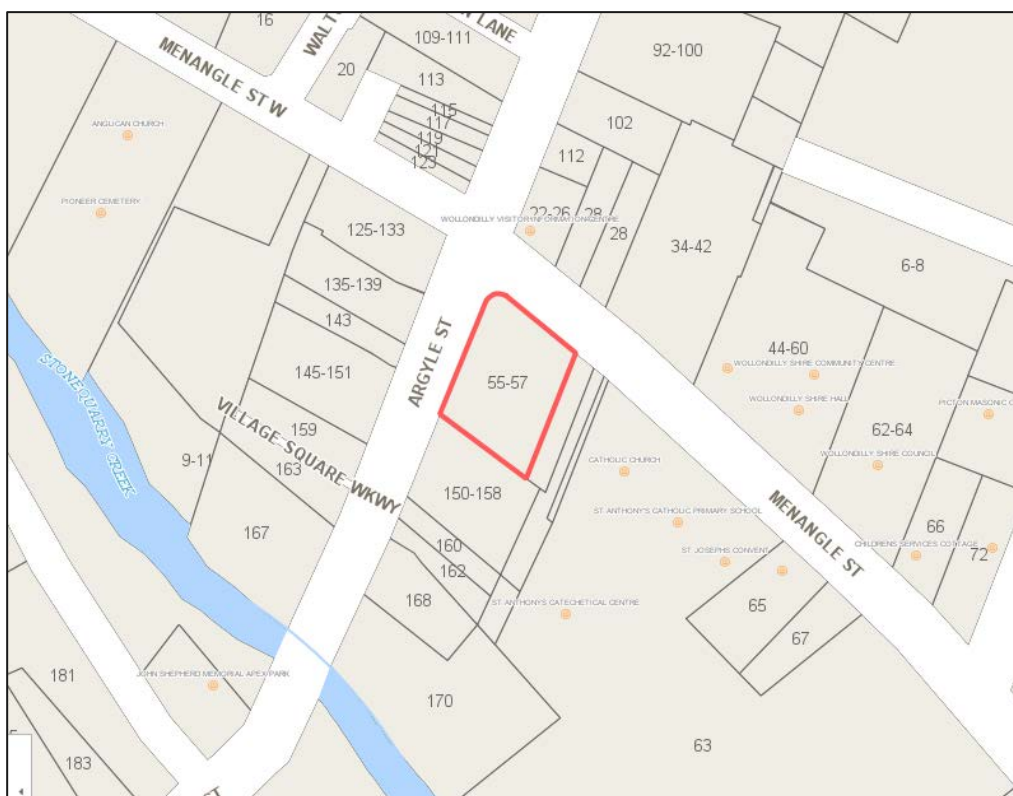 16
WALT
N LANE
109-111
92-100
MENANGLE ST W
20
113
115
117
119
121
123
102
ANGLICAN CHURCH
112
PIONEER CEMETERY
22-26
28
28
WOLLONDILLY VISITOR INFORMATION CENTRE
125-133
34-42
6-8
135-139
143
ARGYLE ST
44-60
145-151
55-57
WOLLONDILLY SHIRE COMMUNITY CENTRE
STONEQUARRY CREEK
WOLLONDILLY SHIRE HALL
PICTON MASONIC C
VILLAGE SQUARE WKWY
159
62-64
9-11
163
CATHOLIC CHURCH
WOLLONDILLY SHIRE COUNCIL
150-158
MENANGLE ST
167
ST ANTHONY'S CATHOLIC PRIMARY SCHOOL
66
160
ST JOSEPHS CONVENT
CHILDRENS SERVICES COTTAGE
72
162
168
ST ANTHONYS CATECHETICAL CENTRE
65
67
181
JOHN SHEPHERD MEMORIAL APEX PARK
170
63
183